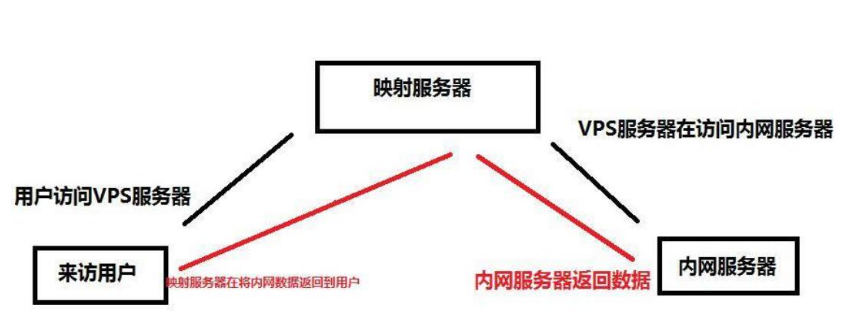 映射服务器
VPS服务器在访问内网服务器
用户访问VPS服务器
来访用户
映射服务器在将内网数据返回到用户
内网服务器返回数据
内网服务器